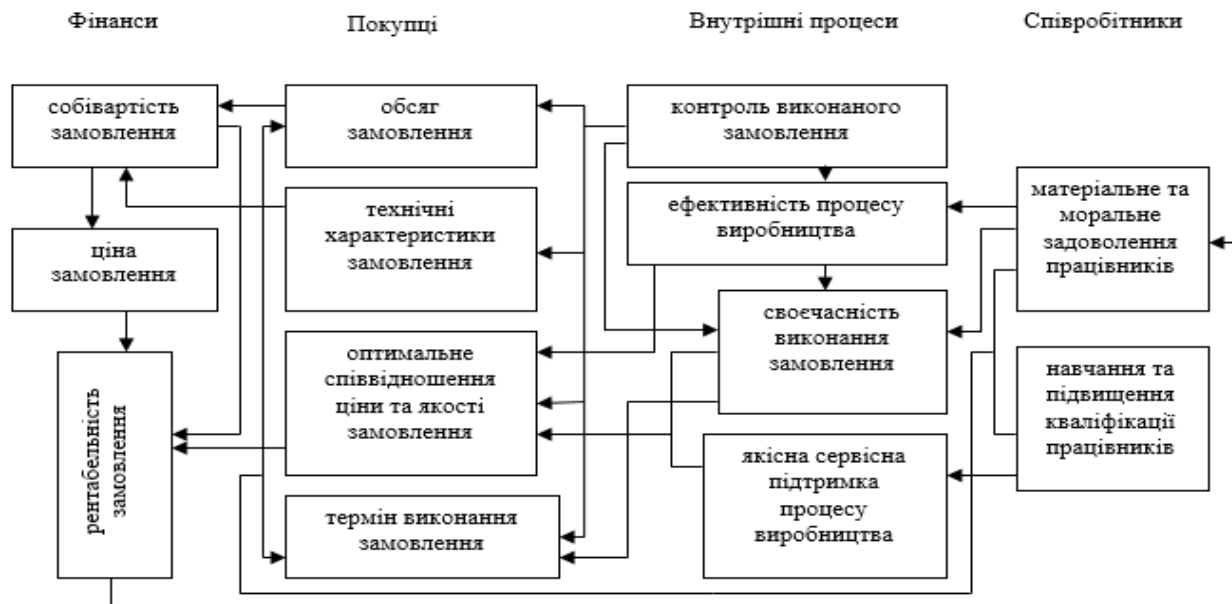 Фінанси
Покупці
Внутрішні процеси
Співробітники
собівартість
замовлення
ціна
замовлення
рентабельність
замовлення
обсяг
замовлення
технічні
характеристики
замовлення
оптимальне
співвідношення
ціни та якості
замовлення
термін виконання
замовлення
контроль виконаного
замовлення
ефективність процесу
виробництва
своєчасність
виконання
замовлення
якісна сервісна
підтримка
процесу
виробництва
матеріальне та
моральне
задоволення
працівників
навчання та
підвищення
кваліфікації
працівників